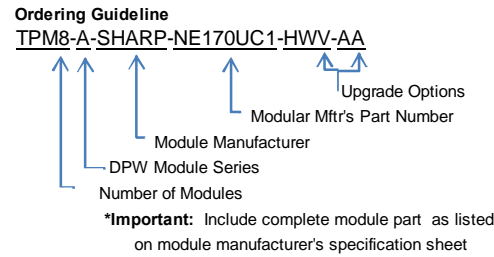 Ordering Guideline
TPM8-A-SHARP-NE170UC1-HWV-AA
Upgrade Options
Modular Mftr's Part Number
Module Manufacturer
DPW Module Series
Number of Modules
*Important: Include complete module part as listed
on module manufacturer's specification sheet